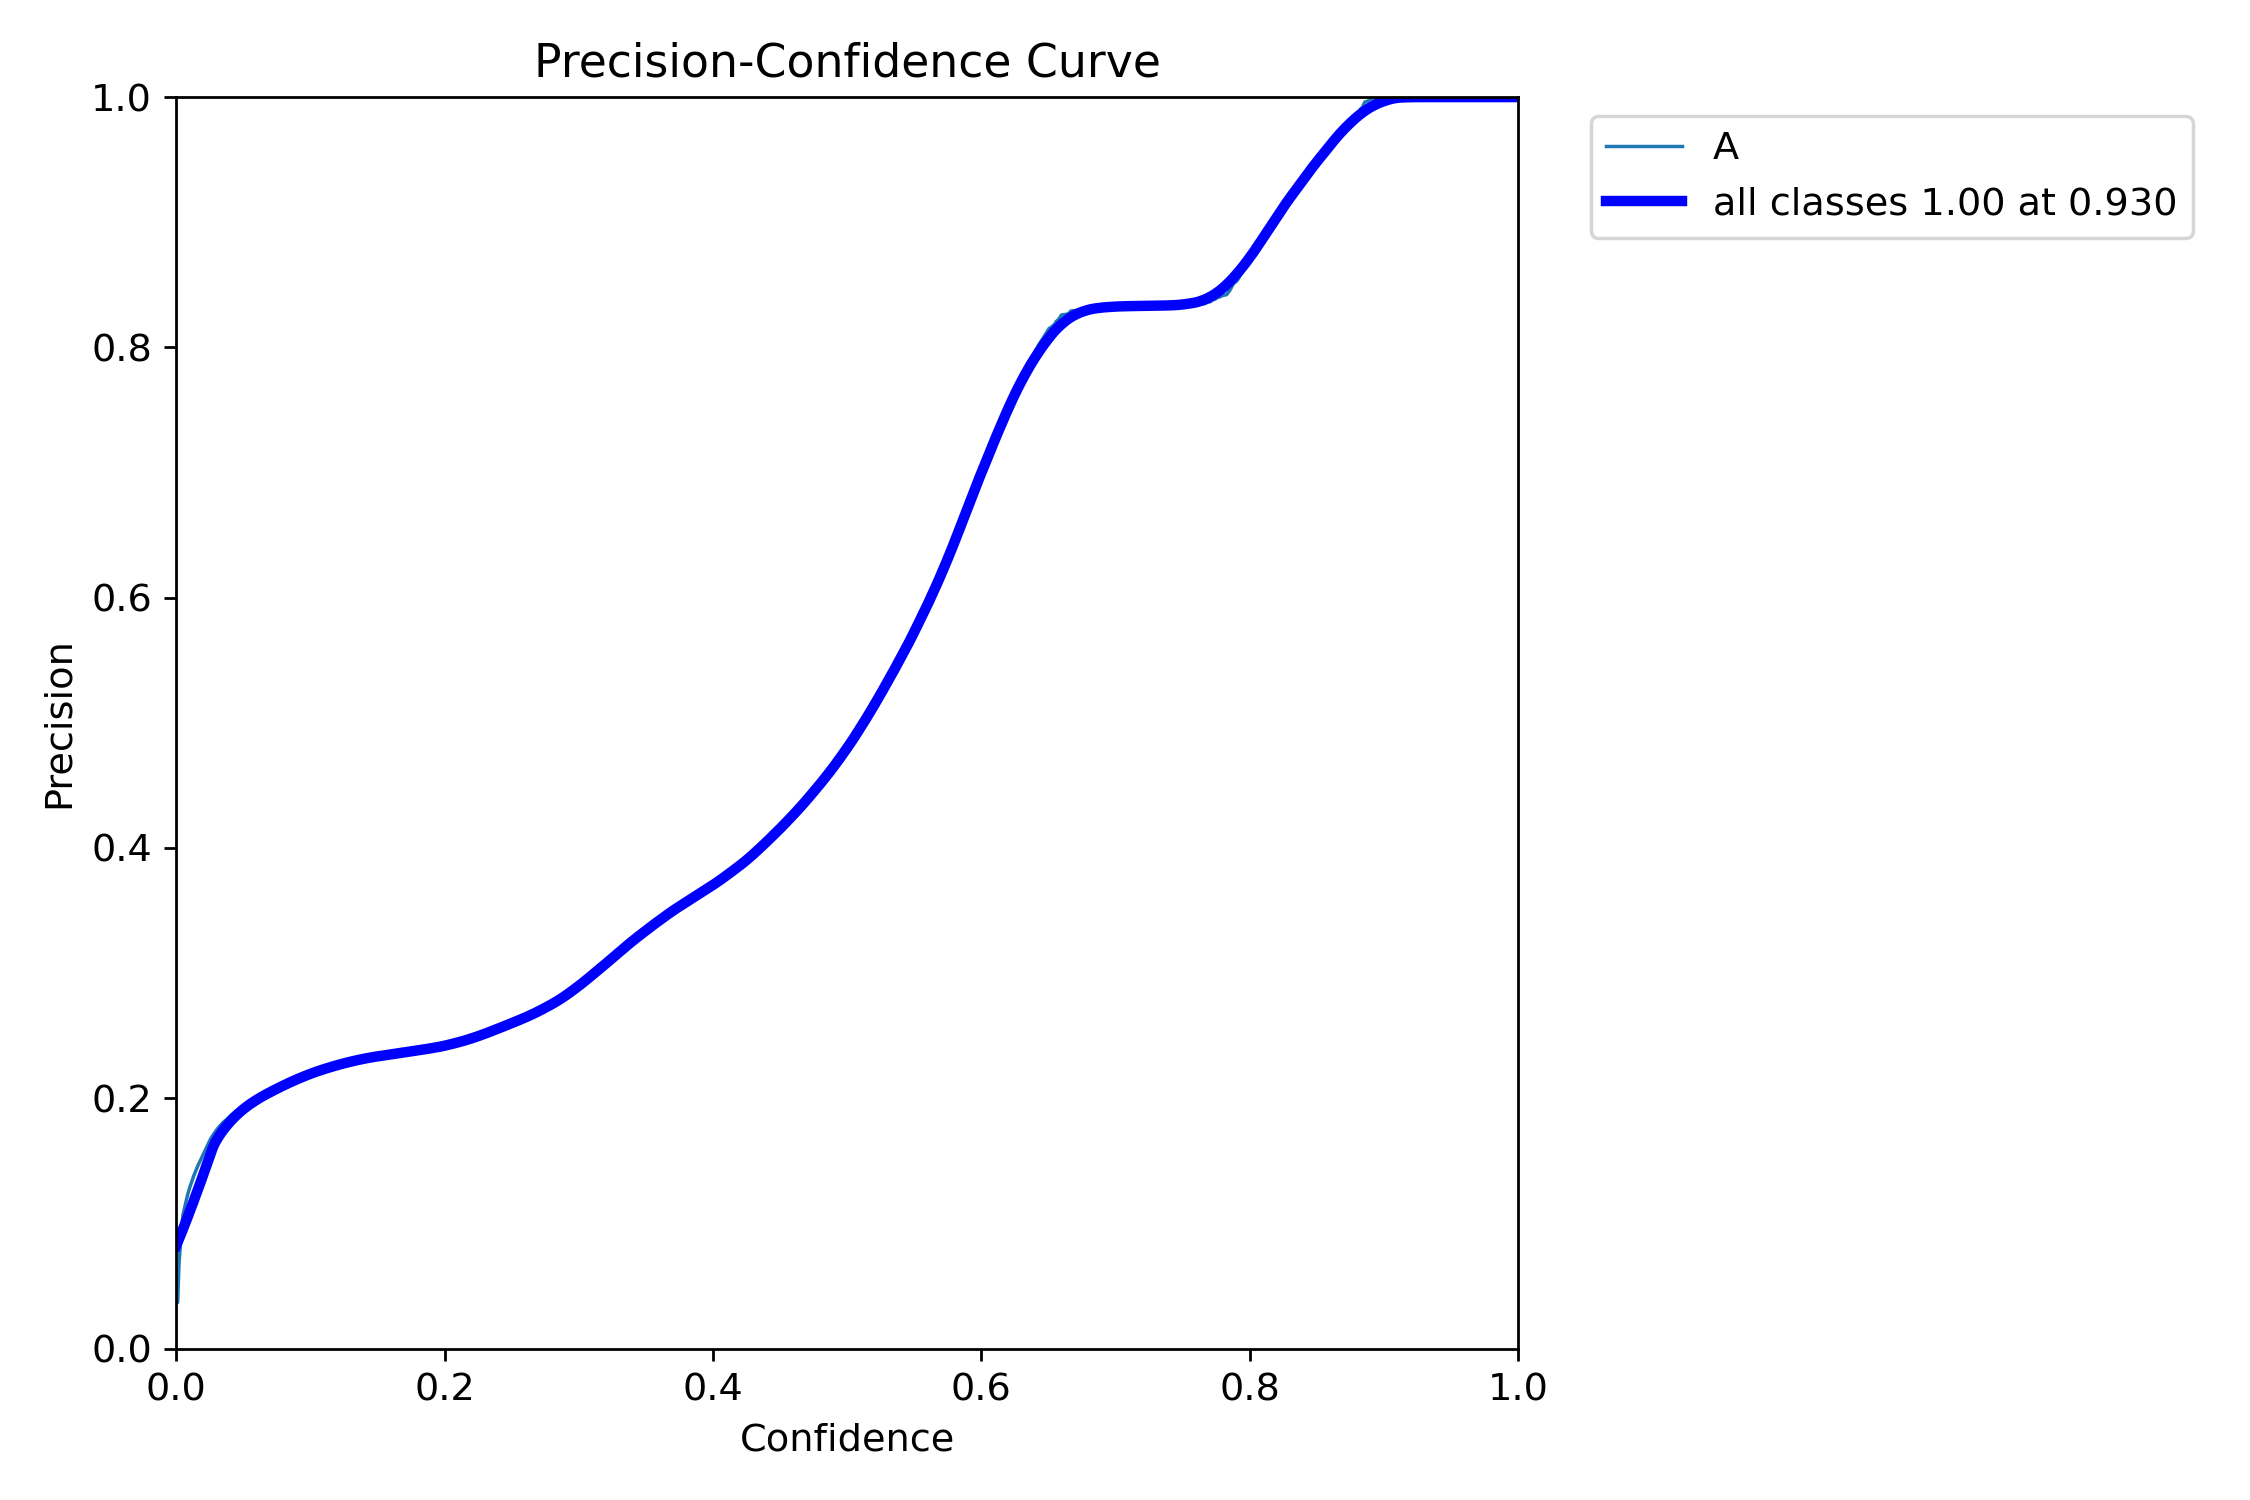 Precision-Confidence Curve
A
all classes 1.00 at 0.930
1.0
0.8
0.6
0.4
0.2
0.0
Precision
0.0 0.2 0.4 0.6 0.8 1.0
Confidence